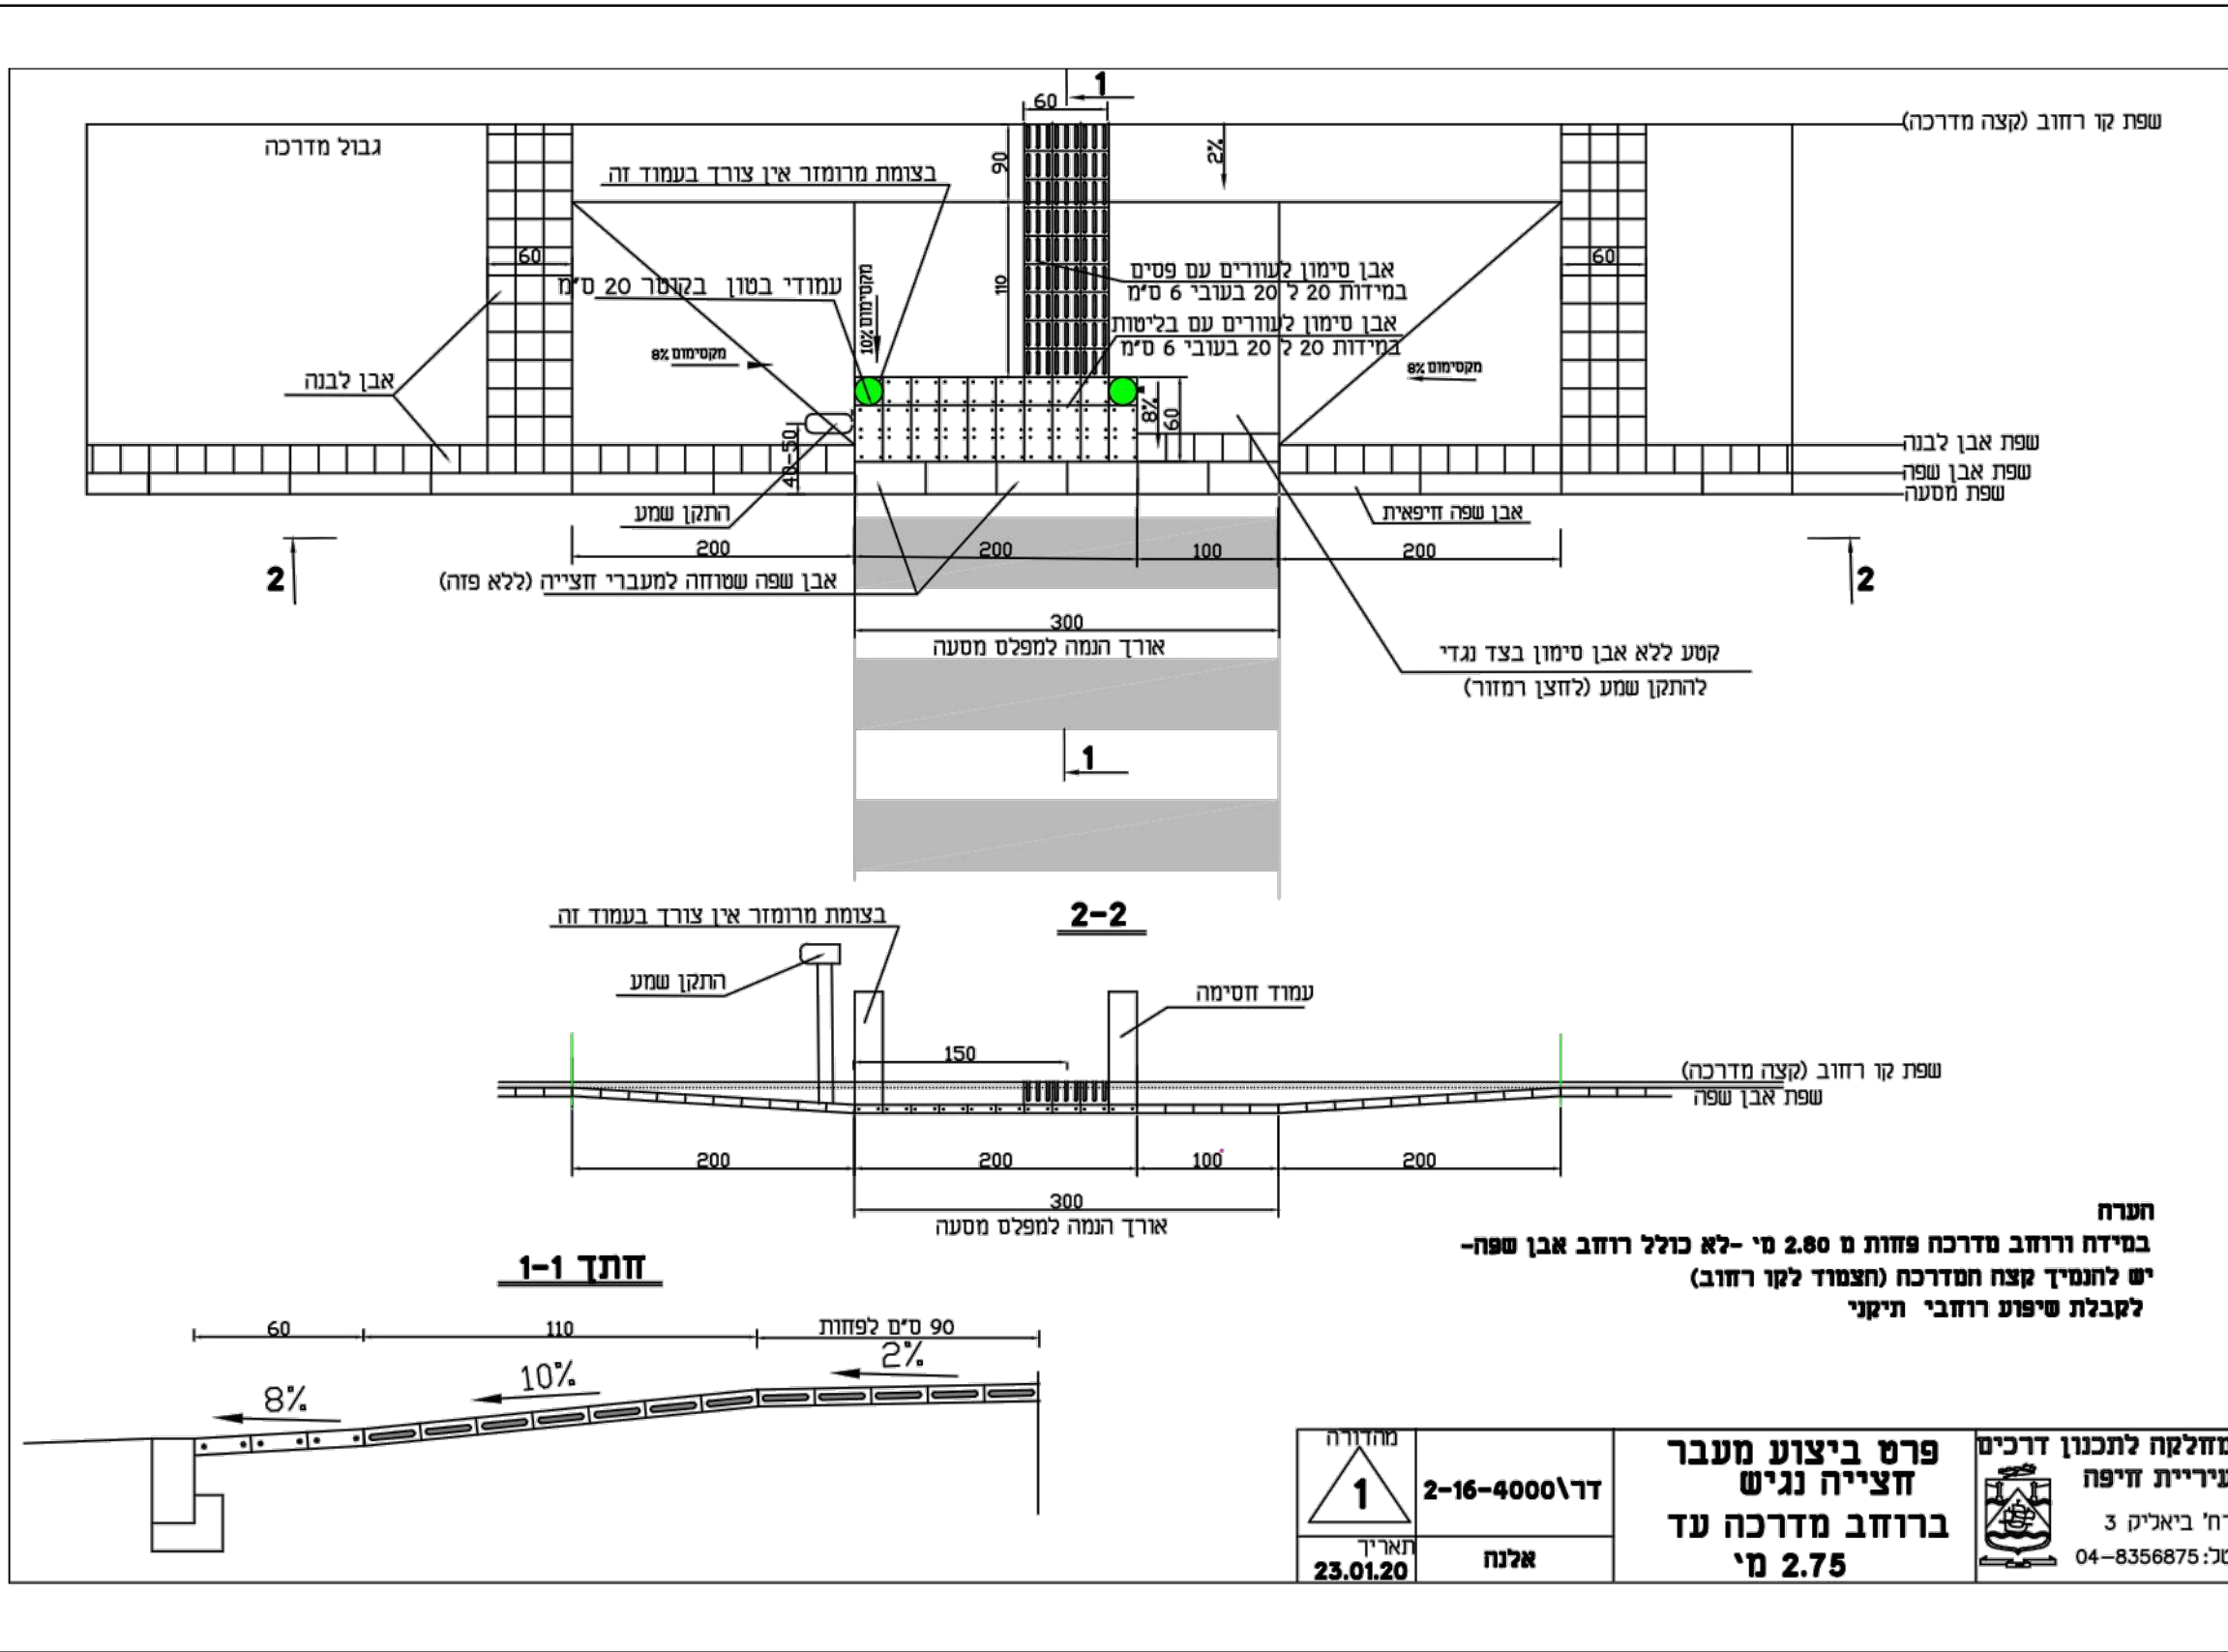 1
60
שפת קו רחוב (קצה מדרכה)
גבול מדרכה
90
2%
בצומת מרומזר אין צורך בעמוד זה
60
60
110
אבן סימון לעוורים עם פסים
במידות 20 ל 20 בעובי 6 ס"מ
עמודי בטון בקוטר 20 ס"מ
מקסימום 10%
אבן סימון לעוורים עם בליטות
במידות 20 ל 20 בעובי 6 ס"מ
מקסימום 8%
מקסימום 8%
אבן לבנה
8%
60
40-50
שפת אבן לבנה
שפת אבן שפה
שפת מסעה
התקן שמע
אבן שפה חיפאית
200
200
100
200
2
2
אבן שפה שטוחה למעברי חצייה (ללא פזה)
300
אורך הנמה למפלס מסעה
קטע ללא אבן סימון בצד נגדי
להתקן שמע (לחצן רמזור)
1
2-2
בצומת מרומזר אין צורך בעמוד זה
התקן שמע
עמוד חסימה
150
שפת קו רחוב (קצה מדרכה)
שפת אבן שפה
200
200
100
200
300
אורך הנמה למפלס מסעה
הערה
במידה ורוחב מדרכה פחות מ 2.80 מי -לא כולל רוחב אבן שפה-
יש להנמיך קצה המדרכה (הצמוד לקו רחוב)
לקבלת שיפוע רוחבי תיקני
חתך 1-1
60
110
90 ס"ם לפחות
2%
10%
8%
מהדורה
1
תאריך
23.01.20
דר\2-16-4000
אלנה
פרט ביצוע מעבר
חצייה נגיש
ברוחב מדרכה עד
2.75 מ'
מחלקה לתכנון דרכים
עיריית חיפה
רח' ביאליק 3
טל: 04-8356875